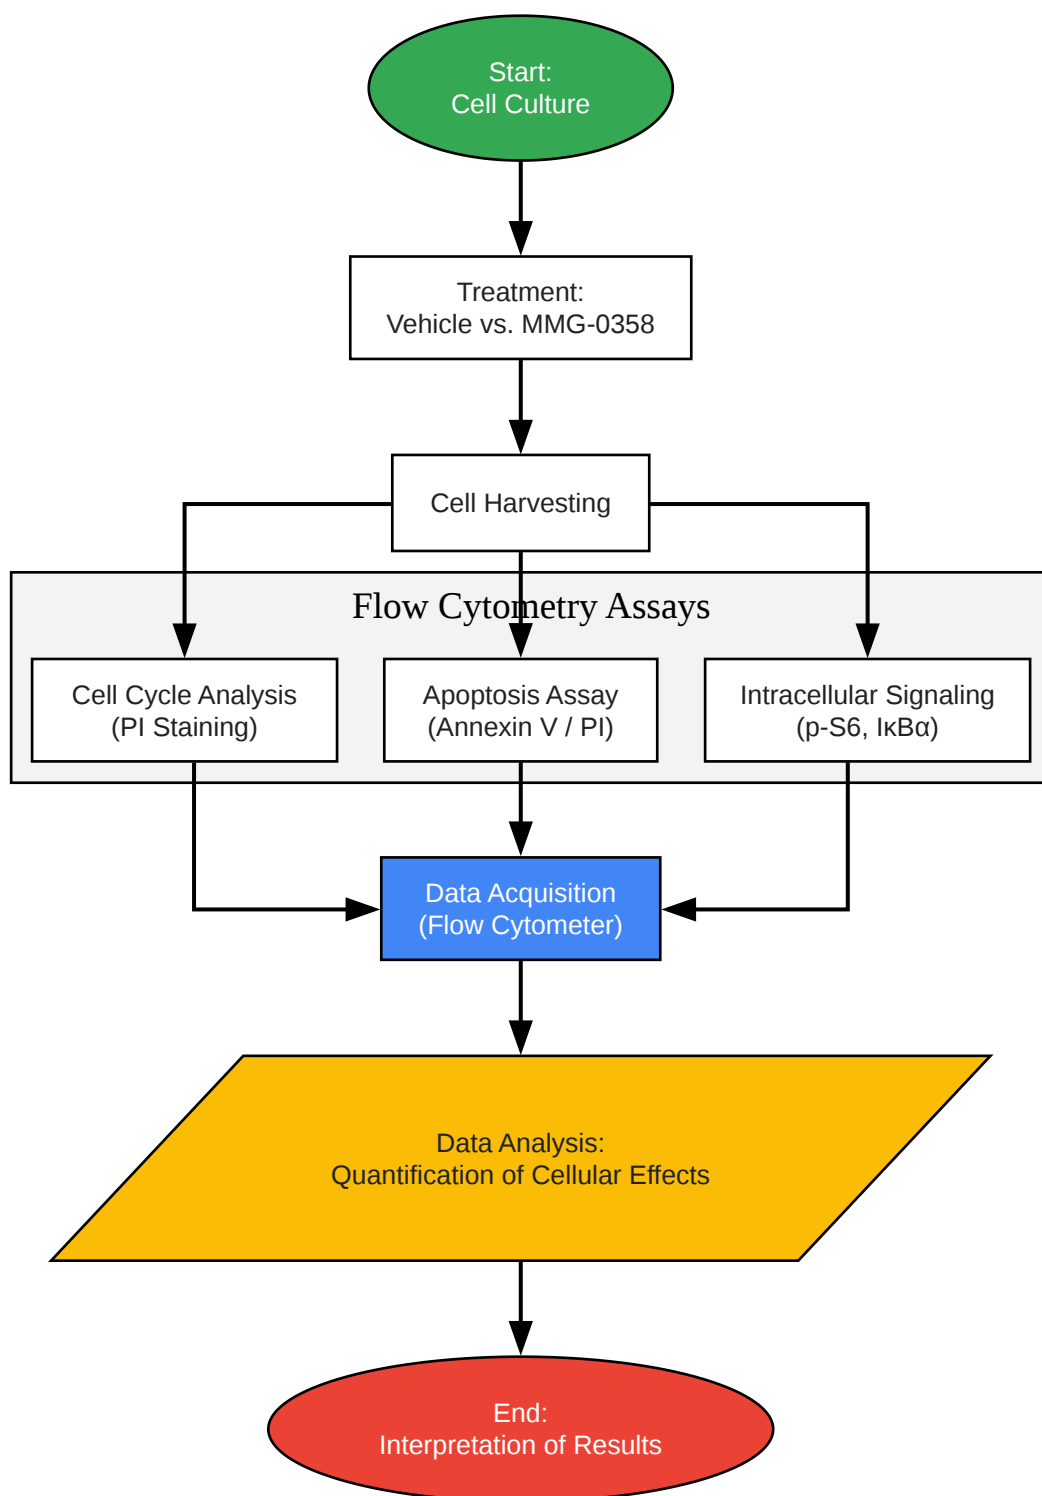 Start:
Cell Culture
Treatment:
Vehicle vs. MMG-0358
Cell Harvesting
Flow Cytometry Assays
Cell Cycle Analysis
(PI Staining)
Apoptosis Assay
(Annexin V / PI)
Intracellular Signaling
(p-S6, IκBα)
Data Acquisition
(Flow Cytometer)
Data Analysis:
Quantification of Cellular Effects
End:
Interpretation of Results